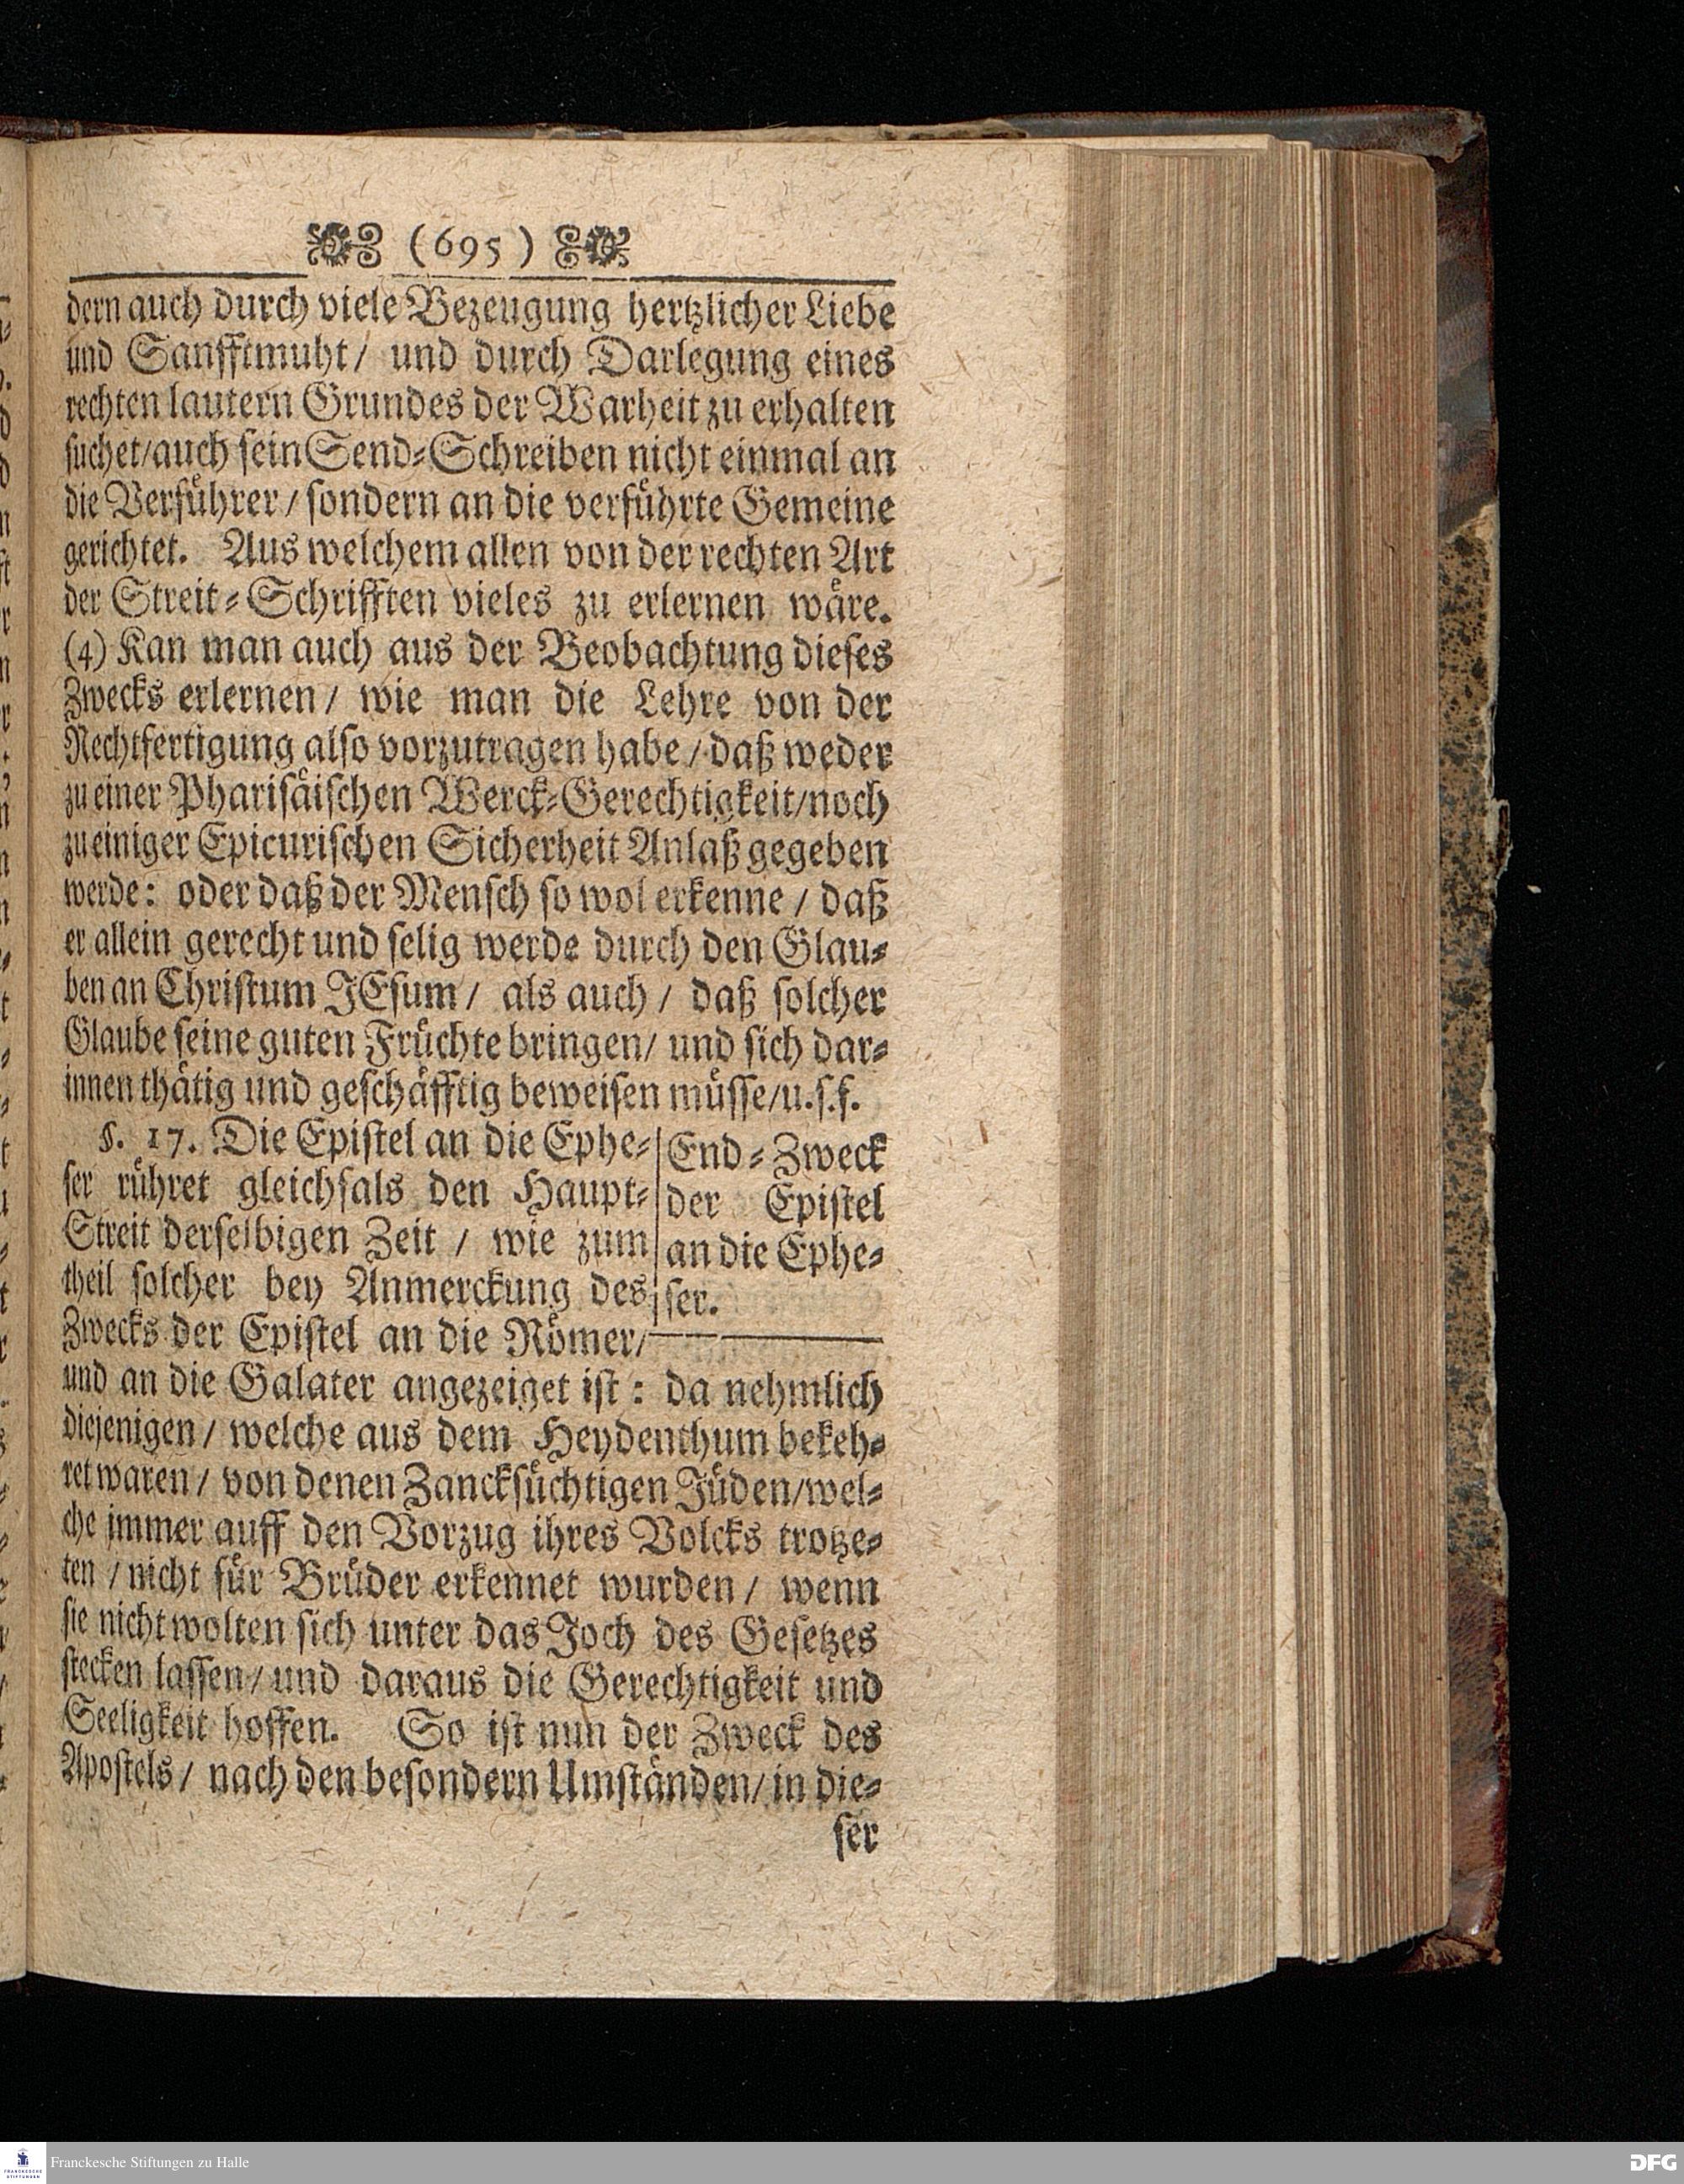 (695)
dern auch durch viele Bezeugung hertzlicher Liebe
und Sanfftmuht / und durch Darlegung eines
rechten lautern Grundes der Warheit zu erhalten
suchet / auch sein Send-Schreiben nicht einmal an
die Verführer / sondern an die verführte Gemeine
gerichtet. Aus welchem allen von der rechten Art
der Streit-Schrifften vieles zu erlernen wäre.
(4) Kan man auch aus der Beobachtung dieses
Zwecks erlernen / wie man die Lehre von der
Rechtfertigung also vorzutragen habe / daß weder
zu einer Pharisäischen Werck-Gerechtigkeit / noch
zu einiger Epicurischen Sicherheit Anlaß gegeben
werde: oder daß der Mensch so wol erkenne / daß
er allein gerecht und selig werde durch den Glau-
ben an Christum JEsum / als auch / daß solcher
Glaube seine guten Früchte bringen / und sich dar-
innen thätig und geschäfftig beweisen müsse / u.s.f.
§. 17. Die Epistel an die Ephe-
ser rühret gleichfals den Haupt-
Streit derselbigen Zeit / wie zum
theil solcher bey Anmerckung des
Zwecks der Epistel an die Römer /
End-Zweck
der Epistel
an die Ephe-
ser.
und an die Galater angezeiget ist: da nehmlich
diejenigen / welche aus dem Heydenthum bekeh-
ret waren / von denen Zancksüchtigen Jüden / wel-
che immer auff den Vorzug ihres Volcks trotze-
ten / nicht für Brüder erkennet wurden / wenn
sie nicht wolten sich unter das Joch des Gesetzes
stecken lassen / und daraus die Gerechtigkeit und
Seeligkeit hoffen. So ist nun der Zweck des
Apostels / nach den besondern Umständen / in die-
ser
FRANCKESCHE
STIFTUNGEN
Franckesche Stiftungen zu Halle
DFG